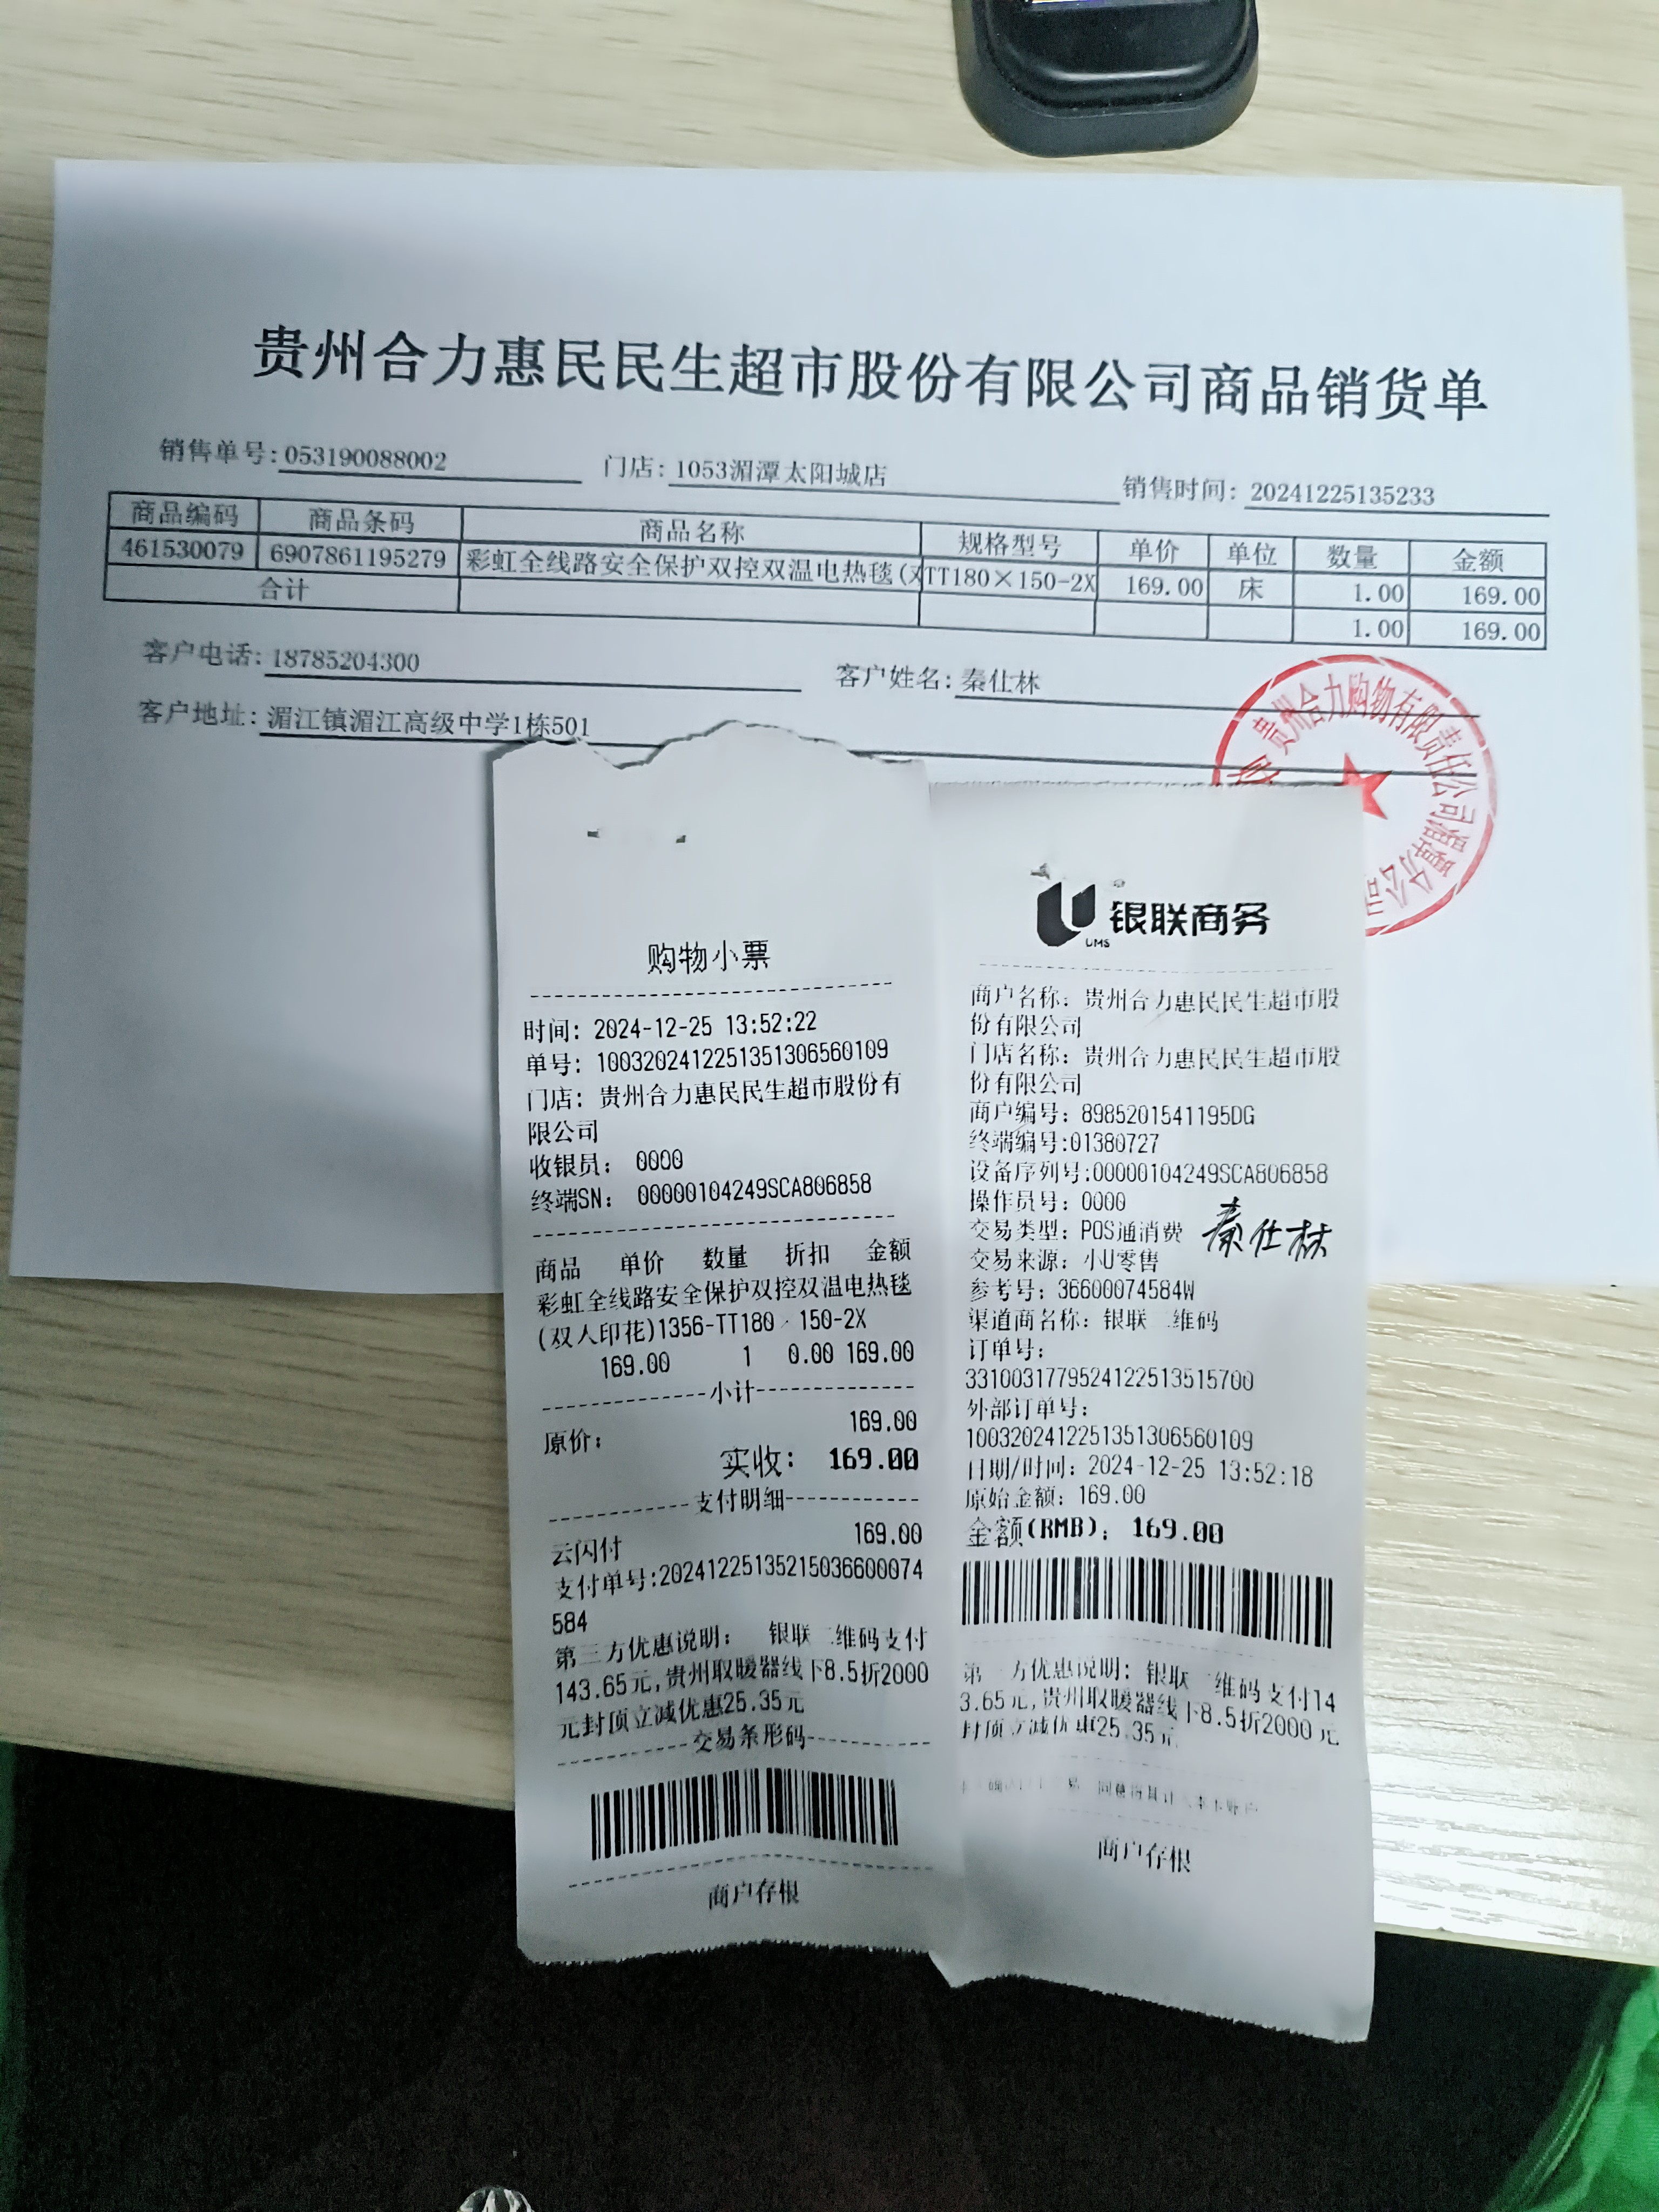 贵州合力惠民民生超市股份有限公司商品销货单
销售单号: 053190088002 门店: 1053湄潭太阳城店 销售时间: 20241225135233
商品编码 商品条码 商品名称 规格型号 单价 单位 数量 金额
461530079 6907861195279 彩虹全线路安全保护双控双温电热毯(双 TT180×150-2X 169.00 床 1.00 169.00
合计 1.00 169.00
客户电话: 18785204300 客户姓名: 秦仕林
客户地址: 湄江镇湄江高级中学1栋501
贵州合力购物有限责任公司湄潭分公司
购物小票
时间: 2024-12-25 13:52:22
单号: 10032024122513513065​60109
门店: 贵州合力惠民民生超市股份有
限公司
收银员: 0000
终端SN: 00000104249SCA806858
商品 单价 数量 折扣 金额
彩虹全线路安全保护双控双温电热毯
(双人印花)1356-TT180 150-2X
169.00 1 0.00 169.00
小计
原价: 169.00
实收: 169.00
支付明细
云闪付 169.00
支付单号:20241225135215036600074
584
第三方优惠说明: 银联二维码支付
143.65元,贵州取暖器线下8.5折2000
元封顶立减优惠25.35元
交易条形码
商户存根
UMS 银联商务
商户名称: 贵州合力惠民民生超市股
份有限公司
门店名称: 贵州合力惠民民生超市股
份有限公司
商户编号: 8985201541195DG
终端编号:01380727
设备序列号:00000104249SCA806858
操作员号: 0000
交易类型: POS通消费
秦仕林
交易来源: 小U零售
参考号: 36600074584W
渠道商名称: 银联二维码
订单号:
33100317795241225135​15700
外部订单号:
1003202412251351306560109
日期/时间: 2024-12-25 13:52:18
原始金额: 169.00
金额(RMB): 169.00
第三方优惠说明: 银联二维码支付14
3.65元,贵州取暖器线下8.5折2000元
封顶立减优惠25.35元
商户存根